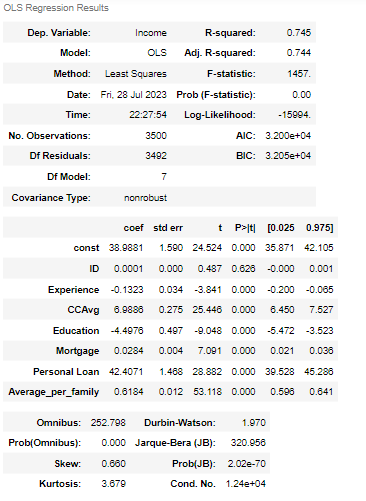 OLS Regression Results
Dep. Variable: Income R-squared: 0.745
Model: OLS Adj. R-squared: 0.744
Method: Least Squares F-statistic: 1457.
Date: Fri, 28 Jul 2023 Prob (F-statistic): 0.00
Time: 22:27:54 Log-Likelihood: -15994.
No. Observations: 3500 AIC: 3.200e+04
Df Residuals: 3492 BIC: 3.205e+04
Df Model: 7
Covariance Type: nonrobust
coef std err t P>|t| [0.025 0.975]
const 38.9881 1.590 24.524 0.000 35.871 42.105
ID 0.0001 0.000 0.487 0.626 -0.000 0.001
Experience -0.1323 0.034 -3.841 0.000 -0.200 -0.065
CCAvg 6.9886 0.275 25.446 0.000 6.450 7.527
Education -4.4976 0.497 -9.048 0.000 -5.472 -3.523
Mortgage 0.0284 0.004 7.091 0.000 0.021 0.036
Personal Loan 42.4071 1.468 28.882 0.000 39.528 45.286
Average_per_family 0.6184 0.012 53.118 0.000 0.596 0.641
Omnibus: 252.798 Durbin-Watson: 1.970
Prob(Omnibus): 0.000 Jarque-Bera (JB): 320.956
Skew: 0.660 Prob(JB): 2.02e-70
Kurtosis: 3.679 Cond. No. 1.24e+04